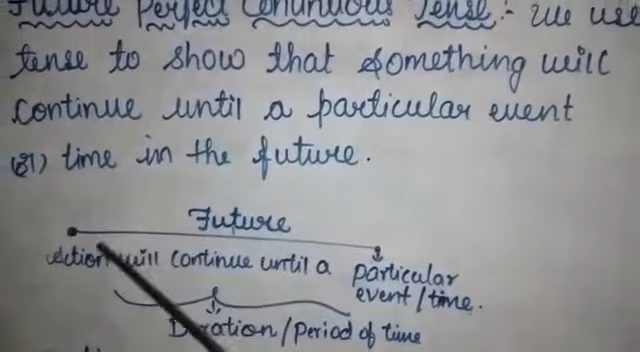 Future Perfect Continuous Tense:- We use
tense to show that something will
continue until a particular event
(or) time in the future.
Future
Action will continue until a particular
event/time.
Duration/Period of time